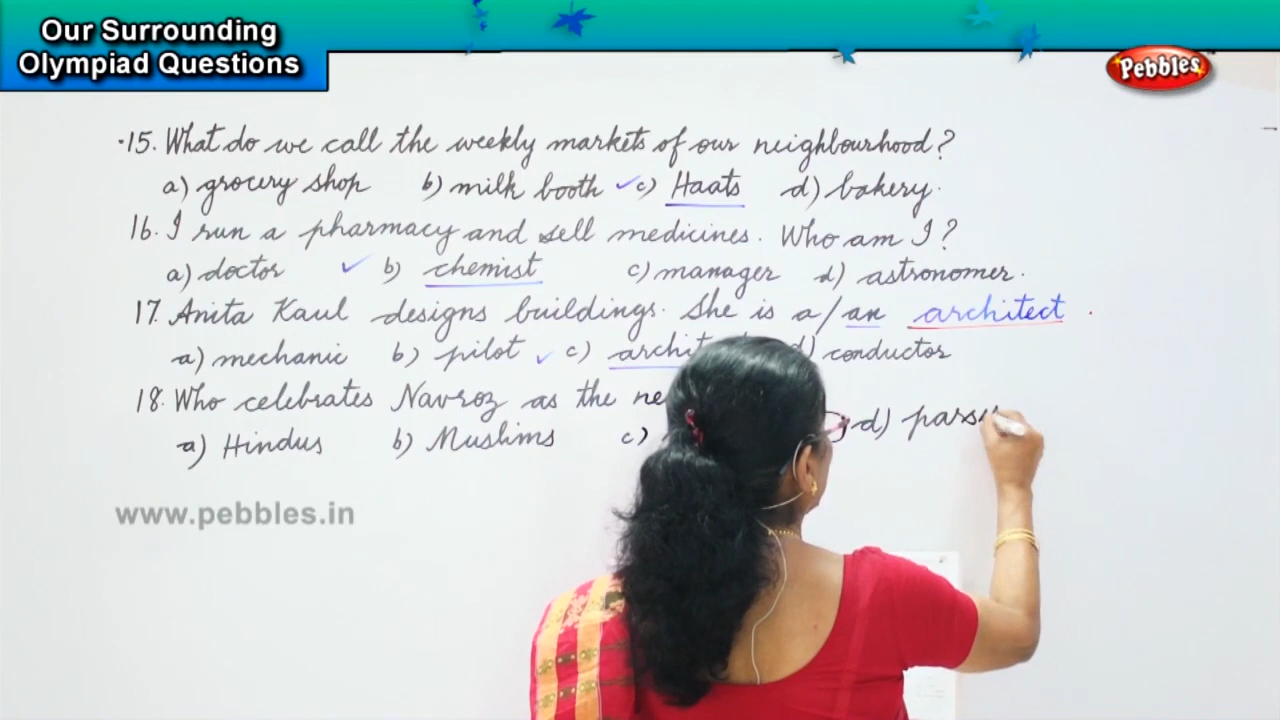 Our Surrounding
Olympiad Questions
Pebbles
15. What do we call the weekly markets of our neighbourhood?
a) grocery shop b) milk booth ✓c) Haats d) bakery.
16. I run a pharmacy and sell medicines. Who am I?
a) doctor ✓ b) chemist c) manager d) astronomer.
17. Anita Kaul designs buildings. She is a/an architect.
a) mechanic b) pilot ✓ c) archit d) conductor
18. Who celebrates Navroz as the ne
a) Hindus b) Muslims c) d) pars
www.pebbles.in